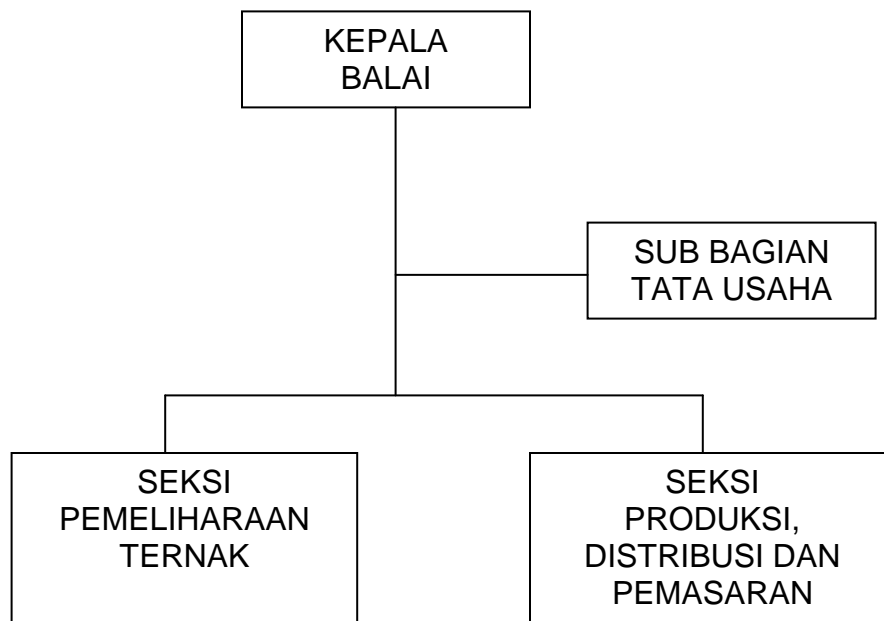 KEPALA
BALAI
SUB BAGIAN
TATA USAHA
SEKSI
PEMELIHARAAN
TERNAK
SEKSI
PRODUKSI,
DISTRIBUSI DAN
PEMASARAN